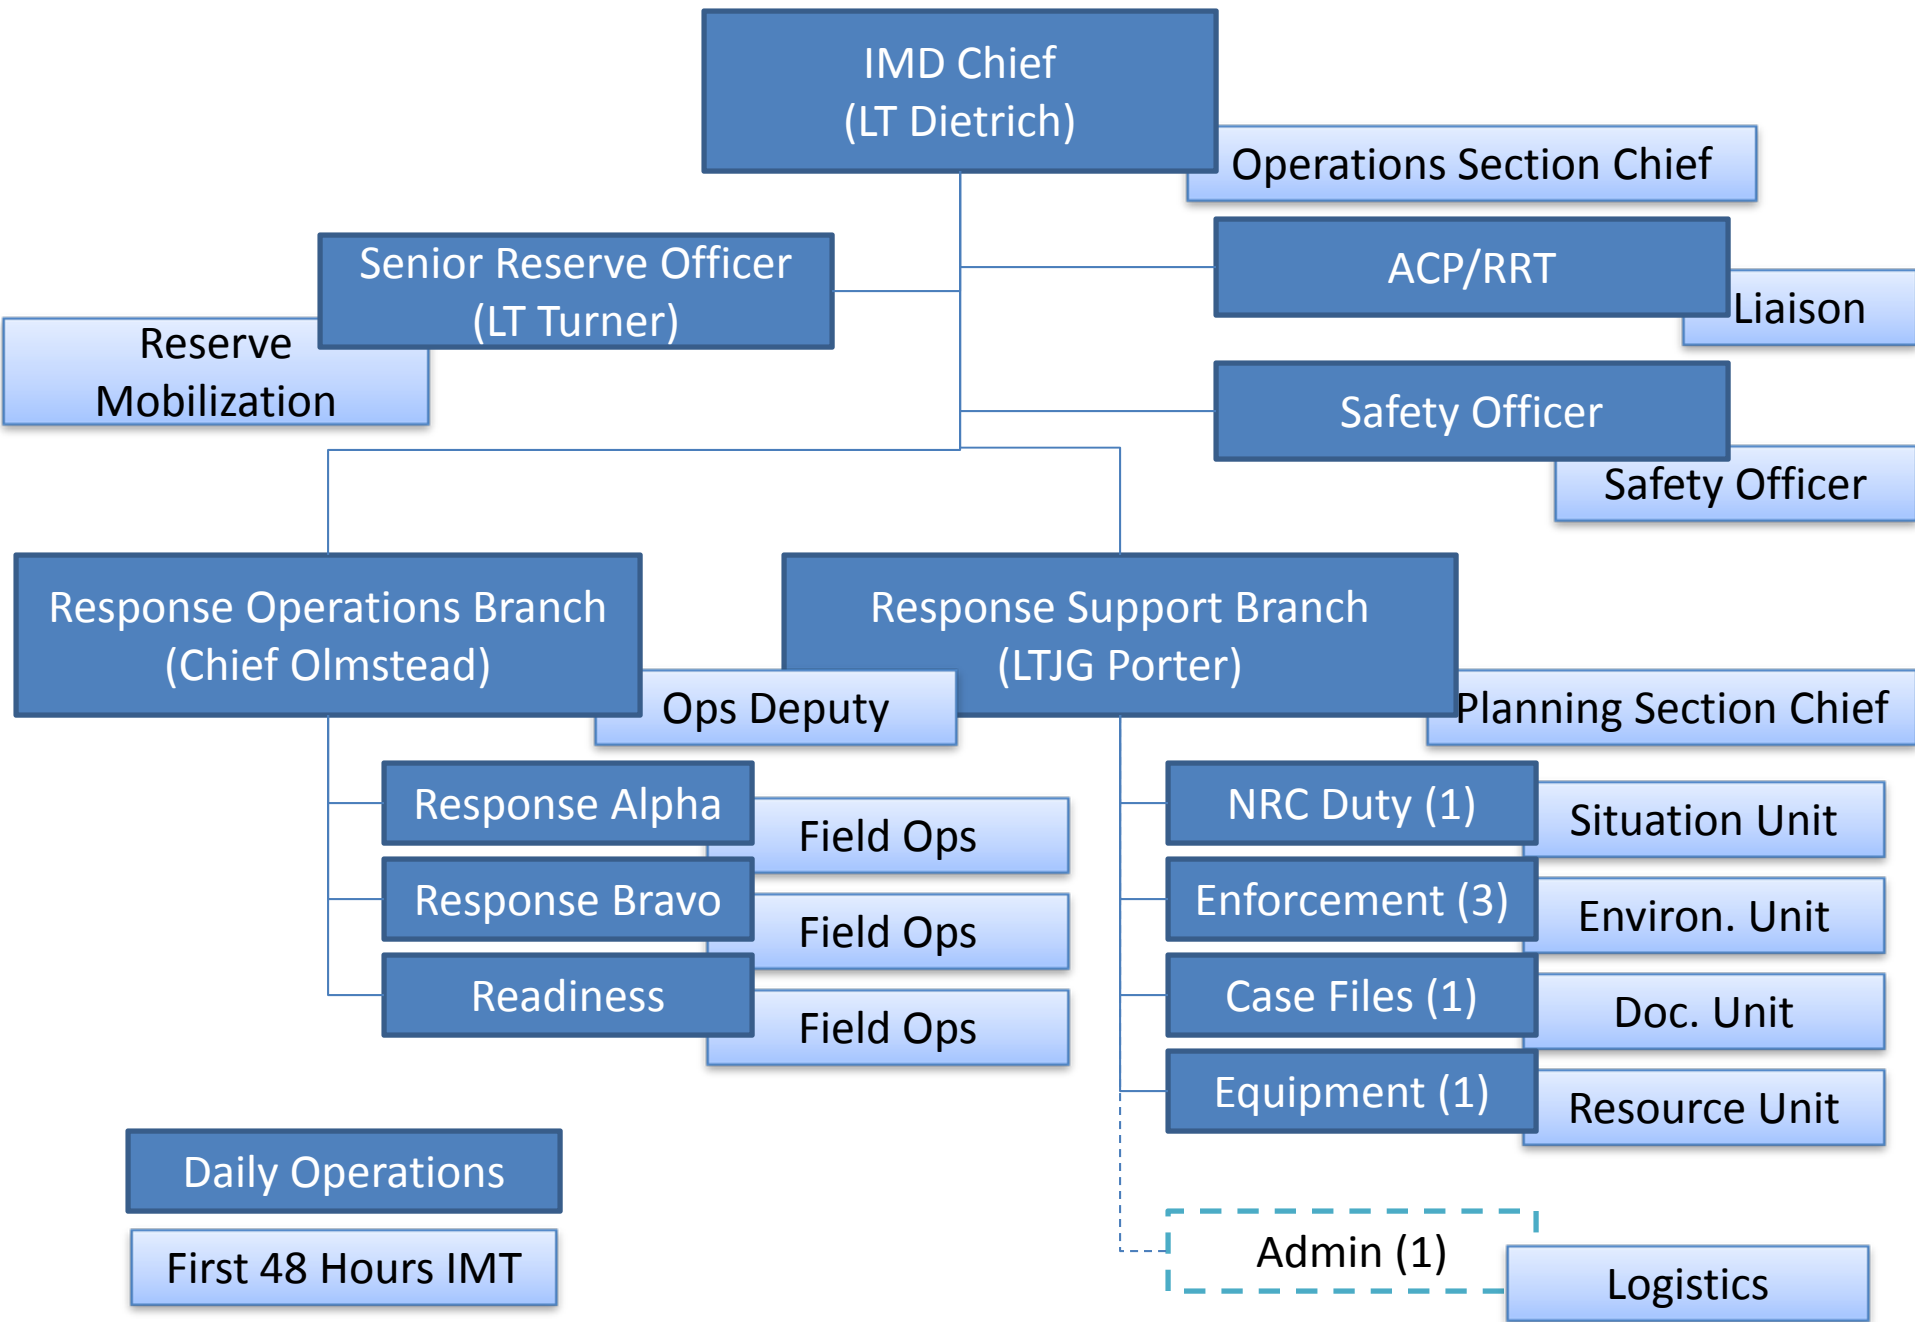 IMD Chief
(LT Dietrich)
Operations Section Chief
Senior Reserve Officer
(LT Turner)
Reserve
Mobilization
ACP/RRT
Liaison
Safety Officer
Safety Officer
Response Operations Branch
(Chief Olmstead)
Ops Deputy
Response Support Branch
(LTJG Porter)
Planning Section Chief
Response Alpha
Field Ops
Response Bravo
Field Ops
Readiness
Field Ops
NRC Duty (1)
Situation Unit
Enforcement (3)
Environ. Unit
Case Files (1)
Doc. Unit
Equipment (1)
Resource Unit
Admin (1)
Logistics
Daily Operations
First 48 Hours IMT